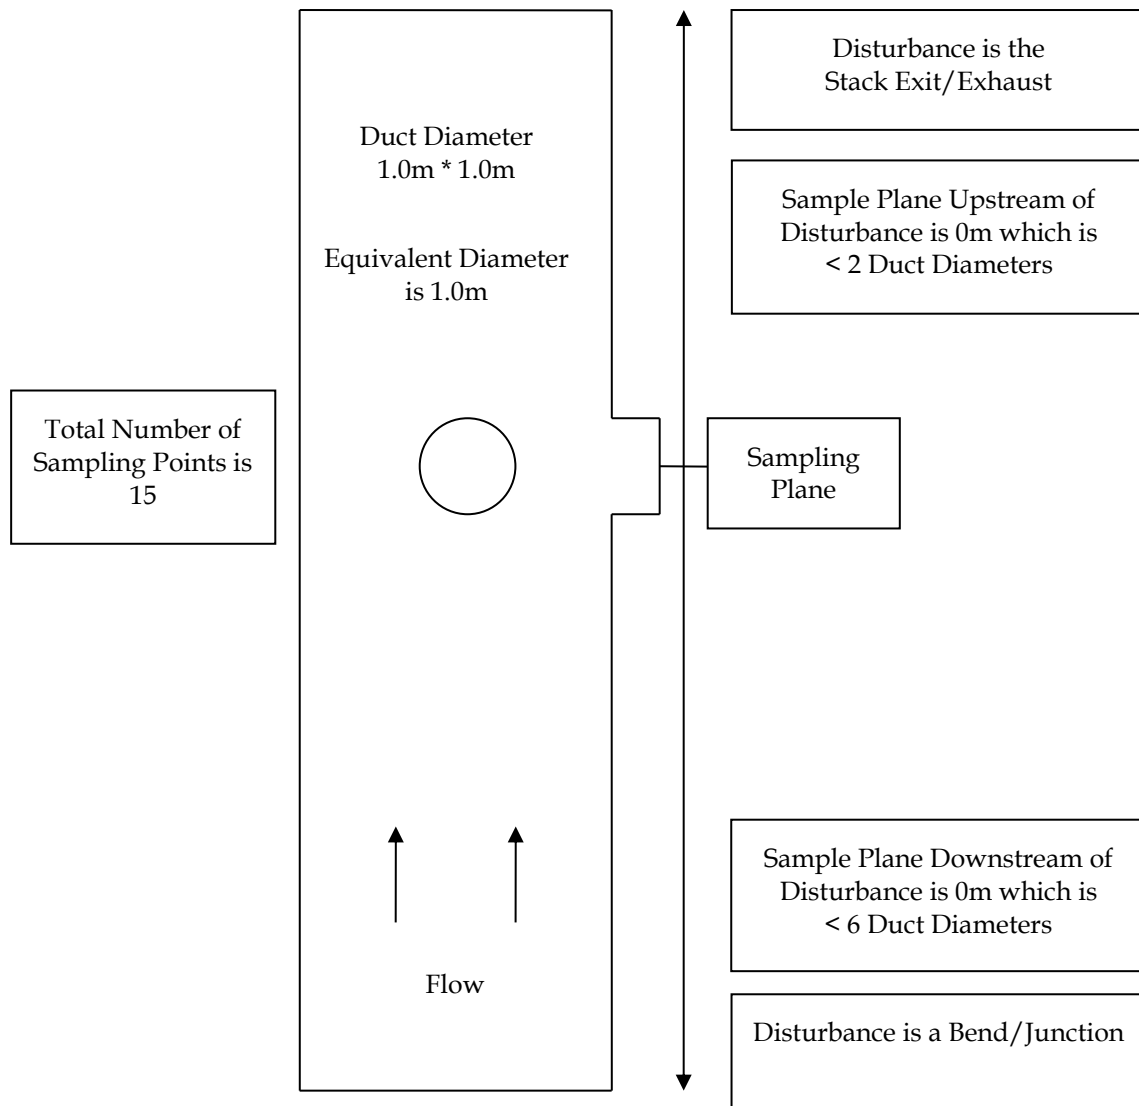 Disturbance is the
Stack Exit/Exhaust
Duct Diameter
1.0m * 1.0m
Sample Plane Upstream of
Disturbance is 0m which is
< 2 Duct Diameters
Equivalent Diameter
is 1.0m
Total Number of
Sampling Points is
15
Sampling
Plane
Sample Plane Downstream of
Disturbance is 0m which is
< 6 Duct Diameters
Flow
Disturbance is a Bend/Junction